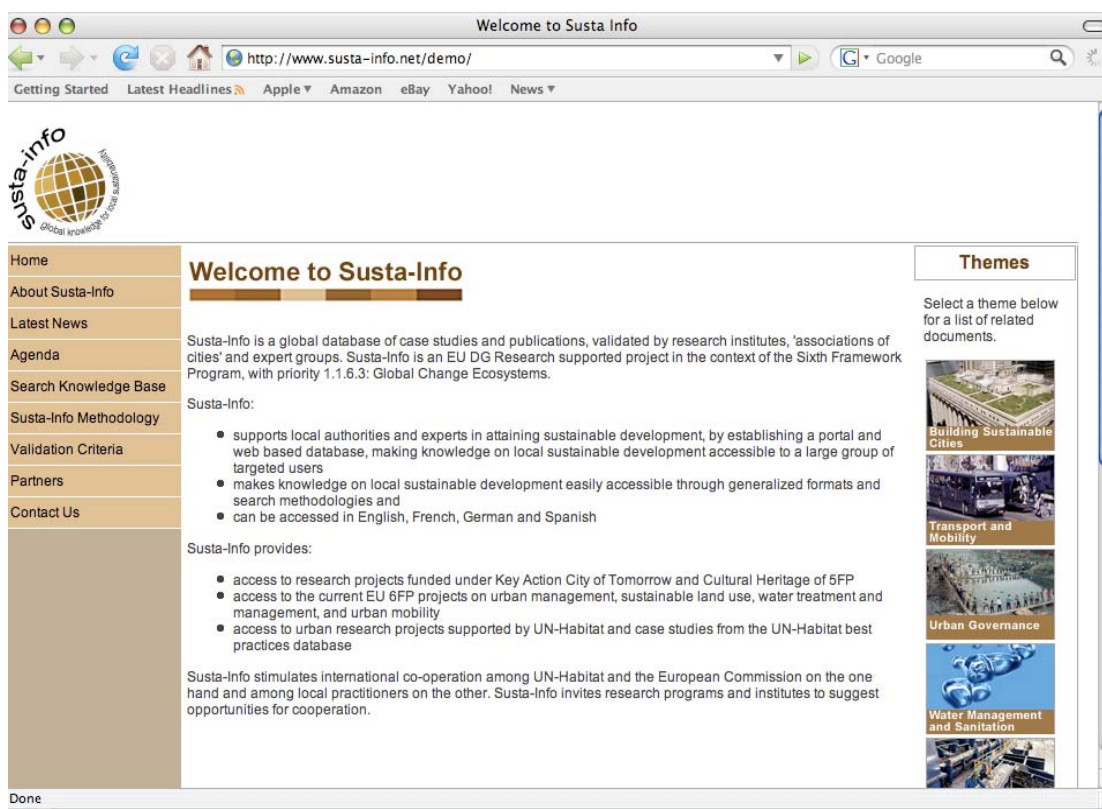 Welcome to Susta Info
http://www.susta-info.net/demo/
G
Google
Getting Started Latest Headlines Apple Amazon eBay Yahoo! News
susta-info
global knowledge for local sustainability
Home
About Susta-Info
Latest News
Agenda
Search Knowledge Base
Susta-Info Methodology
Validation Criteria
Partners
Contact Us
Welcome to Susta-Info
Susta-Info is a global database of case studies and publications, validated by research institutes, 'associations of
cities' and expert groups. Susta-Info is an EU DG Research supported project in the context of the Sixth Framework
Program, with priority 1.1.6.3: Global Change Ecosystems.
Susta-Info:
• supports local authorities and experts in attaining sustainable development, by establishing a portal and
web based database, making knowledge on local sustainable development accessible to a large group of
targeted users
• makes knowledge on local sustainable development easily accessible through generalized formats and
search methodologies and
• can be accessed in English, French, German and Spanish
Susta-Info provides:
• access to research projects funded under Key Action City of Tomorrow and Cultural Heritage of 5FP
• access to the current EU 6FP projects on urban management, sustainable land use, water treatment and
management, and urban mobility
• access to urban research projects supported by UN-Habitat and case studies from the UN-Habitat best
practices database
Susta-Info stimulates international co-operation among UN-Habitat and the European Commission on the one
hand and among local practitioners on the other. Susta-Info invites research programs and institutes to suggest
opportunities for cooperation.
Themes
Select a theme below
for a list of related
documents.
Building Sustainable
Cities
Transport and
Mobility
Urban Governance
Water Management
and Sanitation
Done